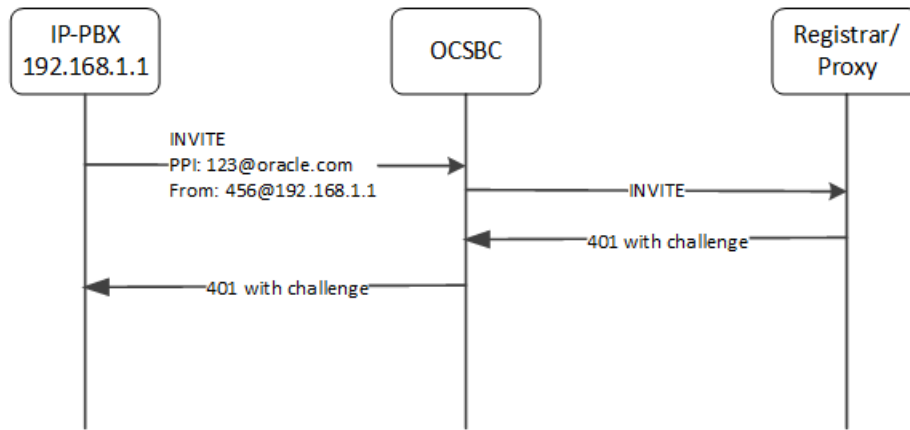 IP-PBX
192.168.1.1
OCSBC
Registrar/
Proxy
INVITE
PPI: 123@oracle.com
From: 456@192.168.1.1
INVITE
401 with challenge
401 with challenge